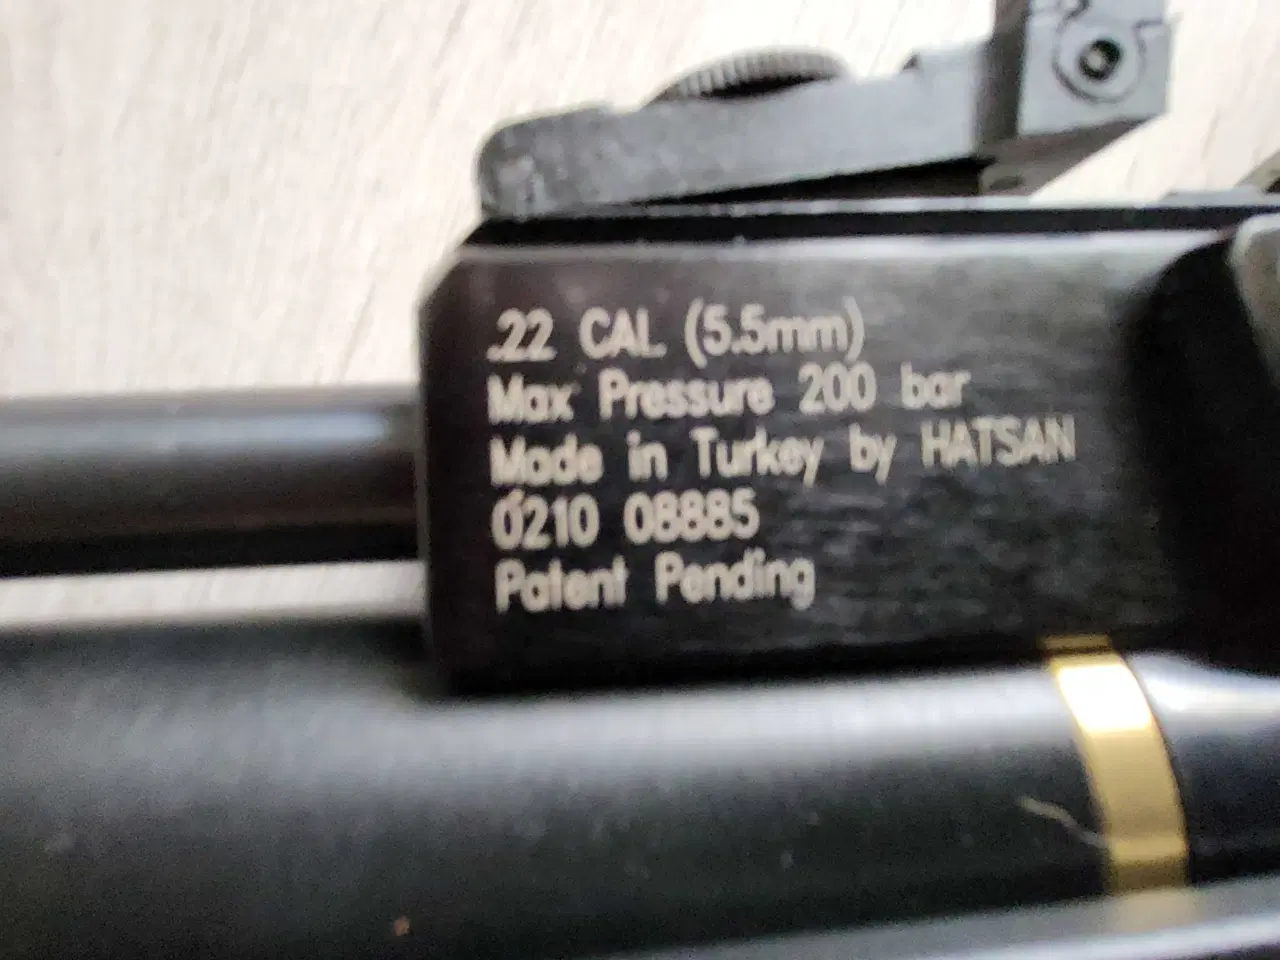 .22 CAL (5.5mm)
Max Pressure 200 bar
Made in Turkey by HATSAN
0210 08885
Patent Pending